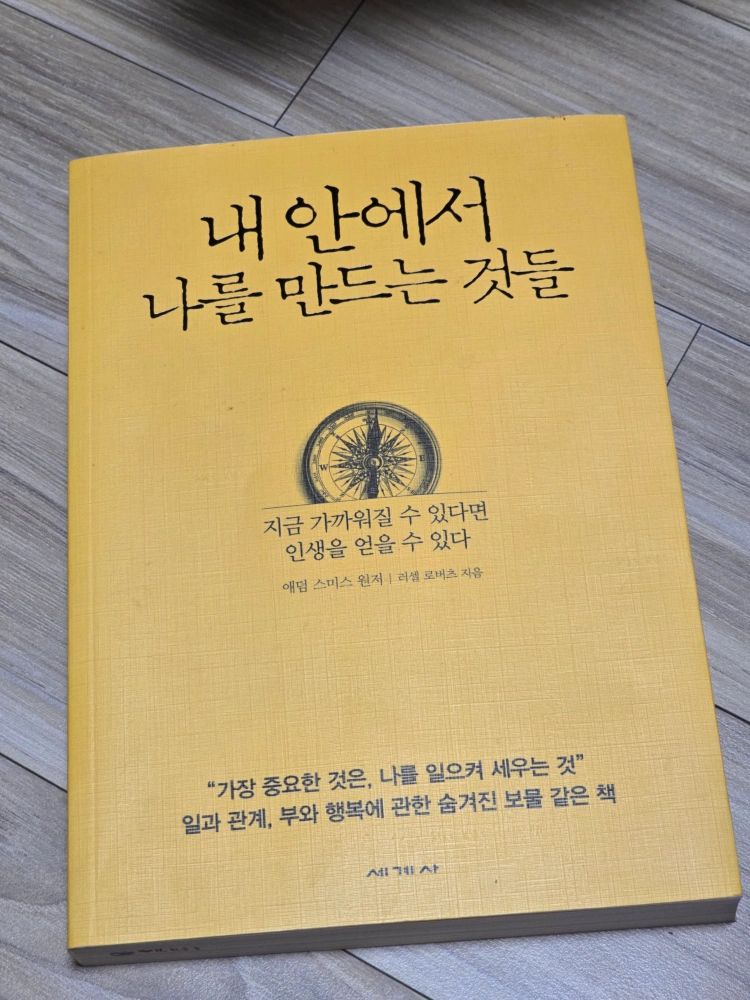 내 안에서
나를 만드는 것들
W E
지금 가까워질 수 있다면
인생을 얻을 수 있다
애덤 스미스 원저 | 러셀 로버츠 지음
“가장 중요한 것은, 나를 일으켜 세우는 것”
일과 관계, 부와 행복에 관한 숨겨진 보물 같은 책
세계사